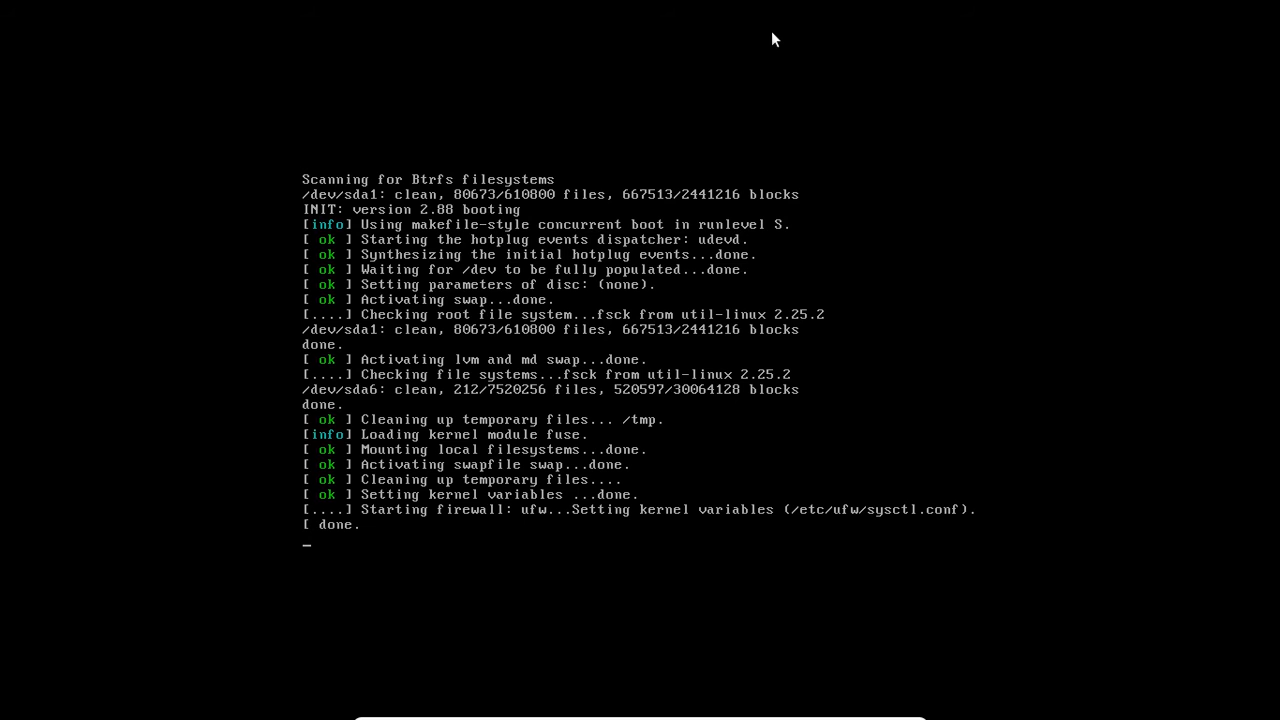 Scanning for Btrfs filesystems
/dev/sda1: clean, 80673/610800 files, 667513/2441216 blocks
INIT: version 2.88 booting
[info] Using makefile-style concurrent boot in runlevel S.
[ ok ] Starting the hotplug events dispatcher: udevd.
[ ok ] Synthesizing the initial hotplug events...done.
[ ok ] Waiting for /dev to be fully populated...done.
[ ok ] Setting parameters of disc: (none).
[ ok ] Activating swap...done.
[....] Checking root file system...fsck from util-linux 2.25.2
/dev/sda1: clean, 80673/610800 files, 667513/2441216 blocks
done.
[ ok ] Activating lvm and md swap...done.
[....] Checking file systems...fsck from util-linux 2.25.2
/dev/sda6: clean, 212/7520256 files, 520597/30064128 blocks
done.
[ ok ] Cleaning up temporary files... /tmp.
[info] Loading kernel module fuse.
[ ok ] Mounting local filesystems...done.
[ ok ] Activating swapfile swap...done.
[ ok ] Cleaning up temporary files....
[ ok ] Setting kernel variables ...done.
[....] Starting firewall: ufw...Setting kernel variables (/etc/ufw/sysctl.conf).
[ done.
_